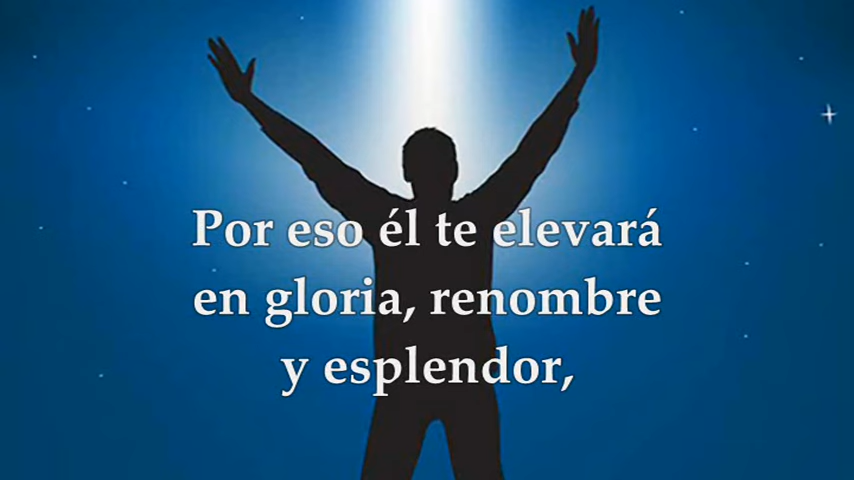 Por eso él te elevará
en gloria, renombre
y esplendor,